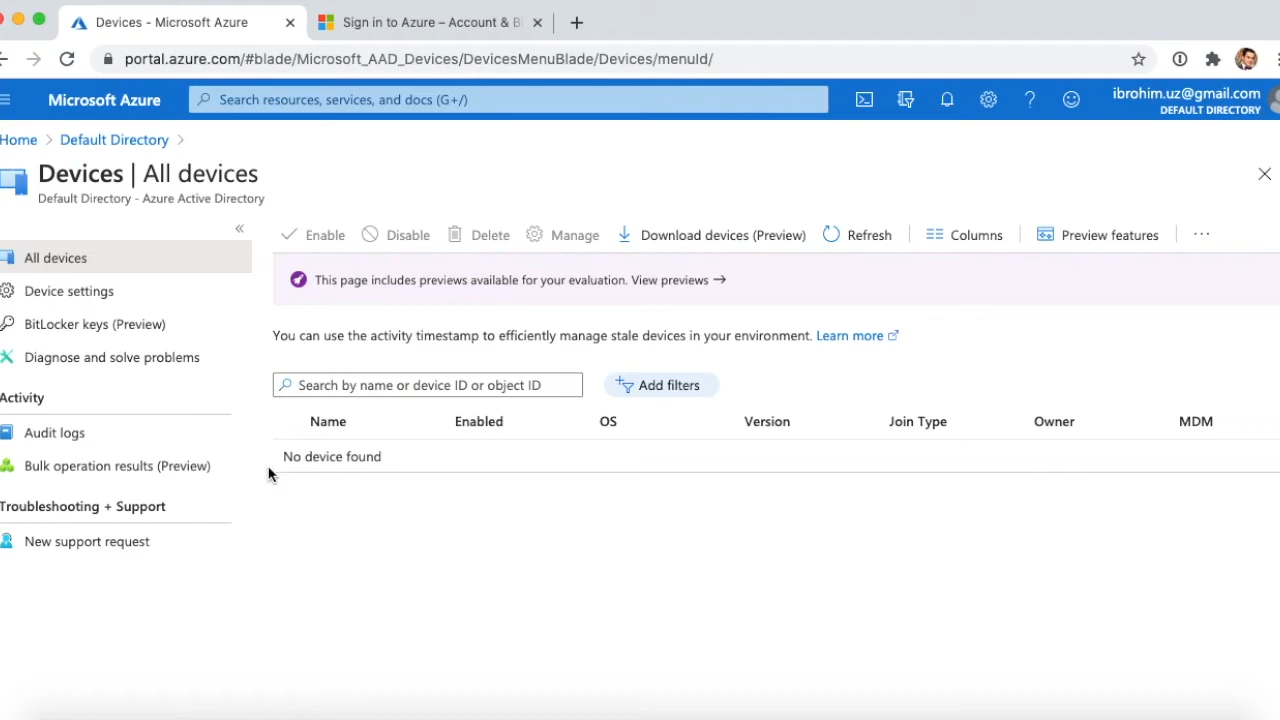 Devices - Microsoft Azure
Sign in to Azure – Account & Bi
portal.azure.com/#blade/Microsoft_AAD_Devices/DevicesMenuBlade/Devices/menuId/
Microsoft Azure
Search resources, services, and docs (G+/)
ibrohim.uz@gmail.com
DEFAULT DIRECTORY
Home > Default Directory >
Devices | All devices
Default Directory - Azure Active Directory
«
Enable
Disable
Delete
Manage
Download devices (Preview)
Refresh
Columns
Preview features
...
All devices
Device settings
BitLocker keys (Preview)
Diagnose and solve problems
Activity
Audit logs
Bulk operation results (Preview)
Troubleshooting + Support
New support request
This page includes previews available for your evaluation. View previews →
You can use the activity timestamp to efficiently manage stale devices in your environment. Learn more
Search by name or device ID or object ID
Add filters
Name Enabled OS Version Join Type Owner MDM
No device found